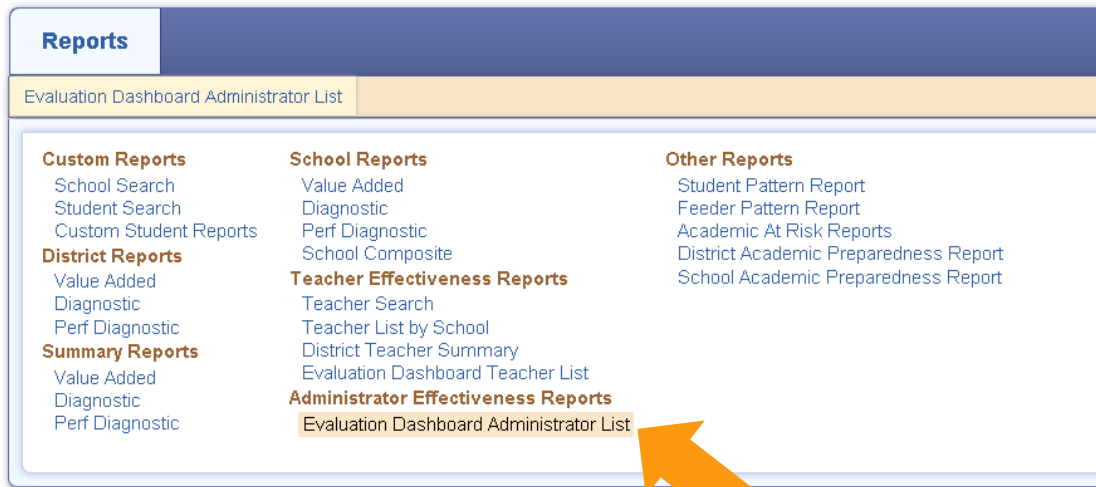 Reports
Evaluation Dashboard Administrator List
Custom Reports
School Search
Student Search
Custom Student Reports
District Reports
Value Added
Diagnostic
Perf Diagnostic
Summary Reports
Value Added
Diagnostic
Perf Diagnostic
School Reports
Value Added
Diagnostic
Perf Diagnostic
School Composite
Teacher Effectiveness Reports
Teacher Search
Teacher List by School
District Teacher Summary
Evaluation Dashboard Teacher List
Administrator Effectiveness Reports
Evaluation Dashboard Administrator List
Other Reports
Student Pattern Report
Feeder Pattern Report
Academic At Risk Reports
District Academic Preparedness Report
School Academic Preparedness Report